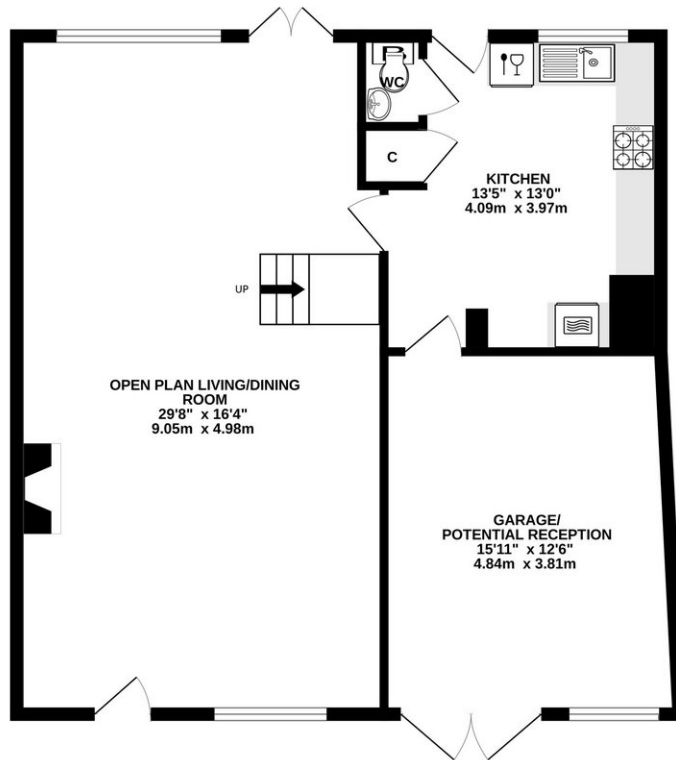 WC
C
KITCHEN
13'5" x 13'0"
4.09m x 3.97m
UP
OPEN PLAN LIVING/DINING
ROOM
29'8" x 16'4"
9.05m x 4.98m
GARAGE/
POTENTIAL RECEPTION
15'11" x 12'6"
4.84m x 3.81m